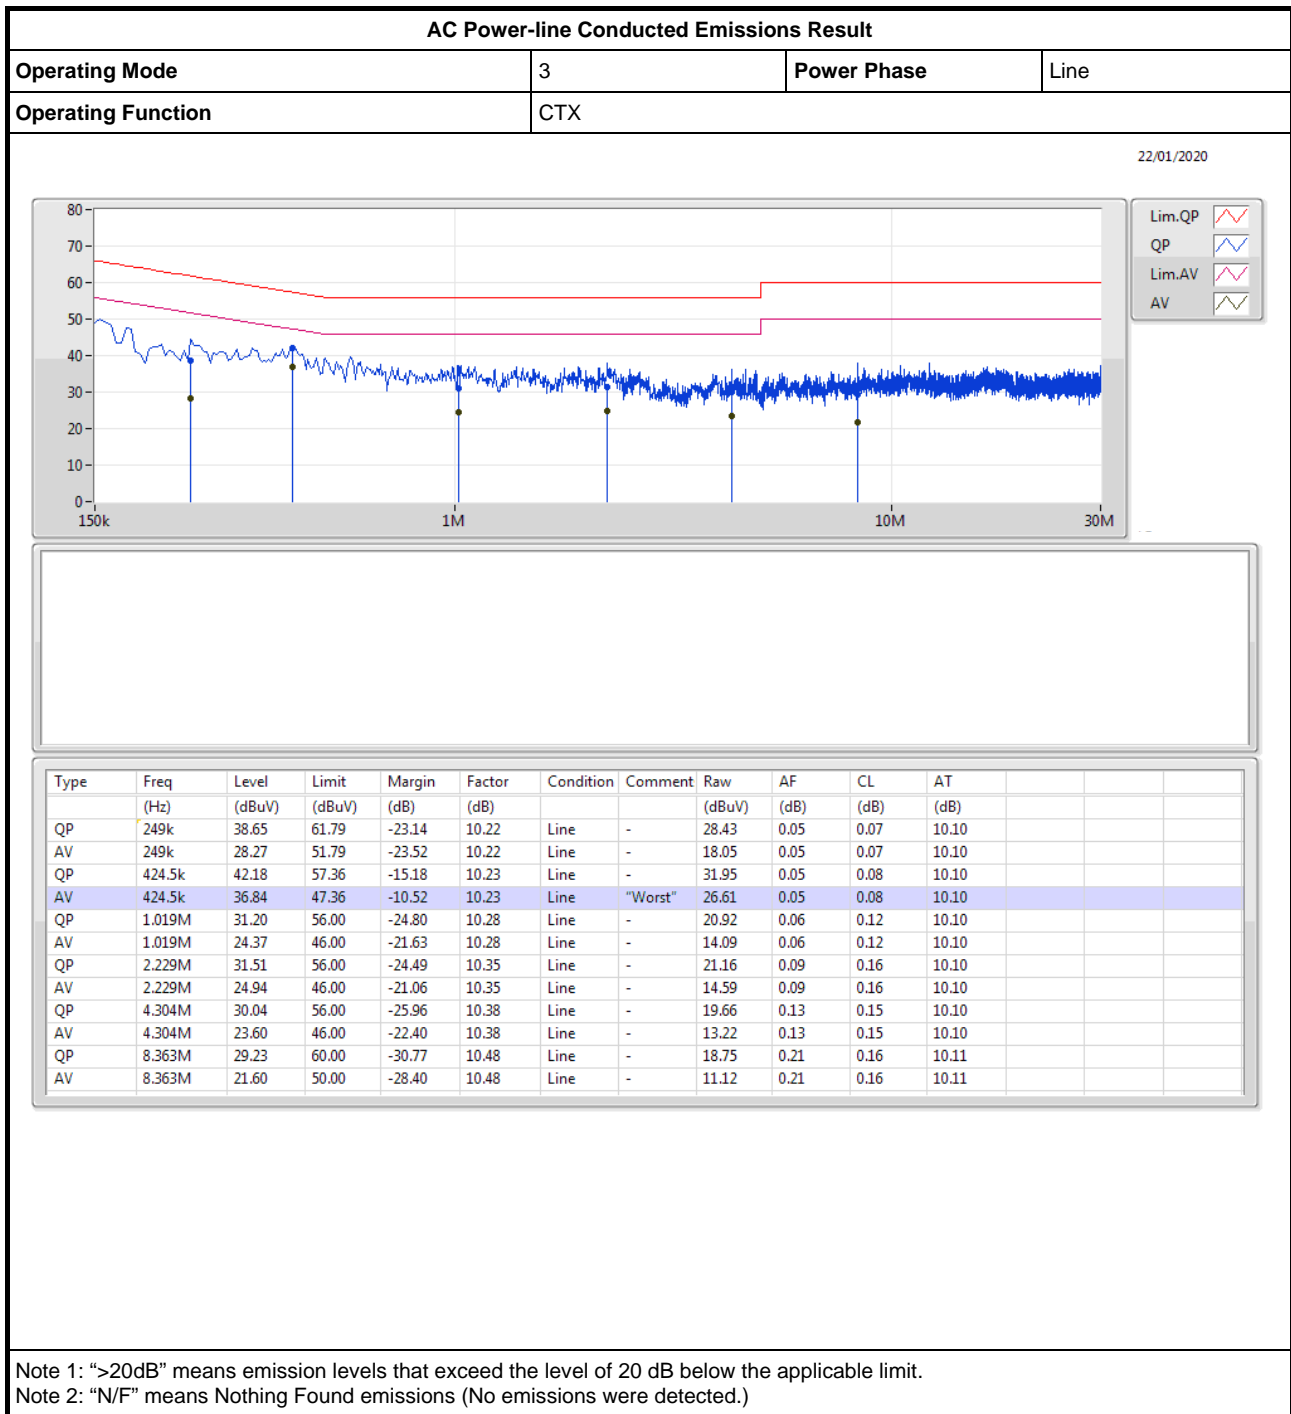 AC Power-line Conducted Emissions Result
Operating Mode 3 Power Phase Line
Operating Function CTX
22/01/2020
80
70
60
50
40
30
20
10
0
150k 1M 10M 30M
Lim.QP
QP
Lim.AV
AV
Type Freq Level Limit Margin Factor Condition Comment Raw AF CL AT
(Hz) (dBuV) (dBuV) (dB) (dB) (dBuV) (dB) (dB) (dB)
QP 249k 38.65 61.79 -23.14 10.22 Line - 28.43 0.05 0.07 10.10
AV 249k 28.27 51.79 -23.52 10.22 Line - 18.05 0.05 0.07 10.10
QP 424.5k 42.18 57.36 -15.18 10.23 Line - 31.95 0.05 0.08 10.10
AV 424.5k 36.84 47.36 -10.52 10.23 Line "Worst" 26.61 0.05 0.08 10.10
QP 1.019M 31.20 56.00 -24.80 10.28 Line - 20.92 0.06 0.12 10.10
AV 1.019M 24.37 46.00 -21.63 10.28 Line - 14.09 0.06 0.12 10.10
QP 2.229M 31.51 56.00 -24.49 10.35 Line - 21.16 0.09 0.16 10.10
AV 2.229M 24.94 46.00 -21.06 10.35 Line - 14.59 0.09 0.16 10.10
QP 4.304M 30.04 56.00 -25.96 10.38 Line - 19.66 0.13 0.15 10.10
AV 4.304M 23.60 46.00 -22.40 10.38 Line - 13.22 0.13 0.15 10.10
QP 8.363M 29.23 60.00 -30.77 10.48 Line - 18.75 0.21 0.16 10.11
AV 8.363M 21.60 50.00 -28.40 10.48 Line - 11.12 0.21 0.16 10.11
Note 1: “>20dB” means emission levels that exceed the level of 20 dB below the applicable limit.
Note 2: “N/F” means Nothing Found emissions (No emissions were detected.)